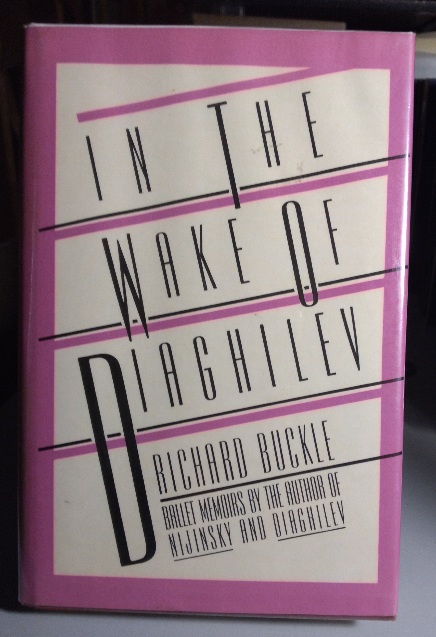 IN THE
WAKE OF
DIAGHILEV
RICHARD BUCKLE
BALLET MEMOIRS BY THE AUTHOR OF
NIJINSKY AND DIAGHILEV